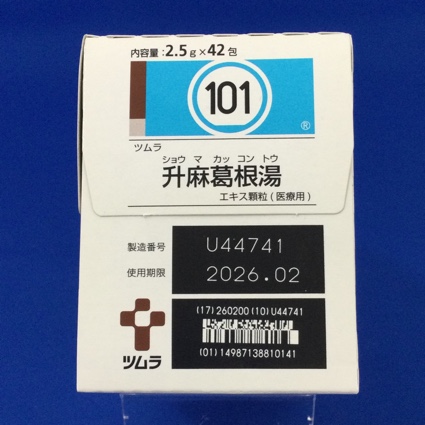 内容量:2.5g×42包
101
®
ツムラ
ショウ マ カッ コン トウ
升麻葛根湯
エキス顆粒(医療用)
製造番号 U44741
使用期限 2026.02
(17)260200(10)U44741
(01)14987138810141
ツムラ